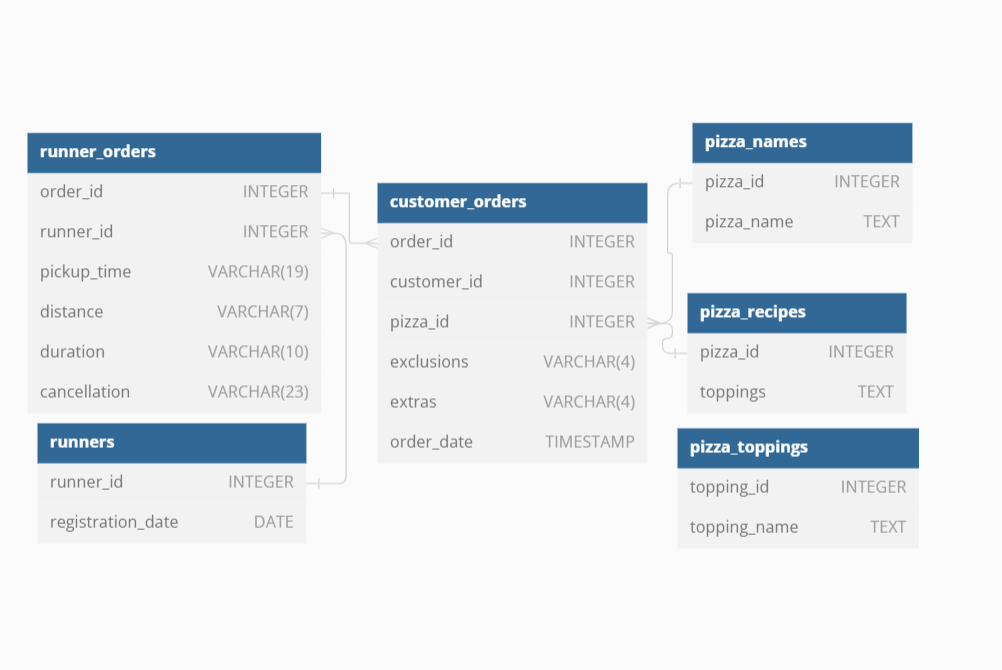 runner_orders
order_id INTEGER
runner_id INTEGER
pickup_time VARCHAR(19)
distance VARCHAR(7)
duration VARCHAR(10)
cancellation VARCHAR(23)
runners
runner_id INTEGER
registration_date DATE
customer_orders
order_id INTEGER
customer_id INTEGER
pizza_id INTEGER
exclusions VARCHAR(4)
extras VARCHAR(4)
order_date TIMESTAMP
pizza_names
pizza_id INTEGER
pizza_name TEXT
pizza_recipes
pizza_id INTEGER
toppings TEXT
pizza_toppings
topping_id INTEGER
topping_name TEXT